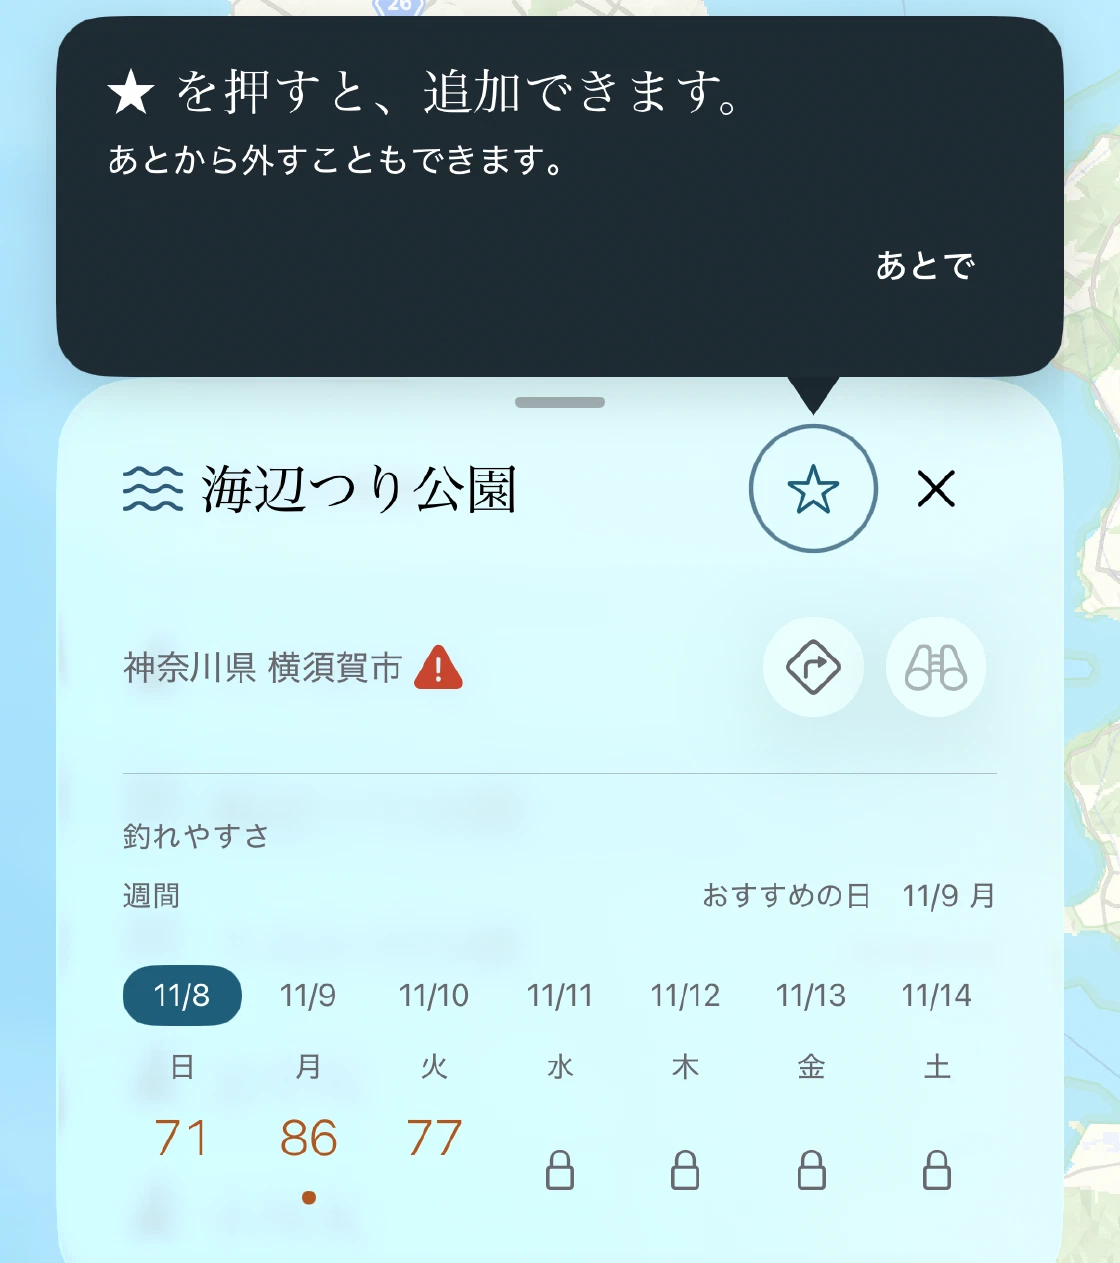 26
★ を押すと、追加できます。
あとから外すこともできます。
あとで
海辺つり公園
神奈川県 横須賀市
釣れやすさ
週間 おすすめの日 11/9 月
11/8 11/9 11/10 11/11 11/12 11/13 11/14
日 月 火 水 木 金 土
71 86 77